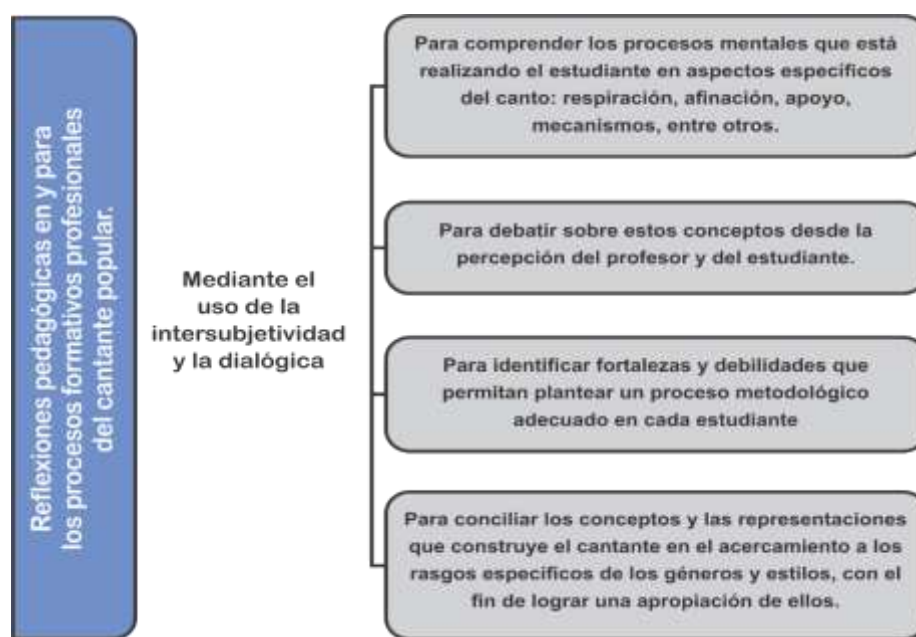 Reflexiones pedagógicas en y para
los procesos formativos profesionales
del cantante popular.
Mediante el
uso de la
intersubjetividad
y la dialógica
Para comprender los procesos mentales que está
realizando el estudiante en aspectos específicos
del canto: respiración, afinación, apoyo,
mecanismos, entre otros.
Para debatir sobre estos conceptos desde la
percepción del profesor y del estudiante.
Para identificar fortalezas y debilidades que
permitan plantear un proceso metodológico
adecuado en cada estudiante
Para conciliar los conceptos y las representaciones
que construye el cantante en el acercamiento a los
rasgos específicos de los géneros y estilos, con el
fin de lograr una apropiación de ellos.